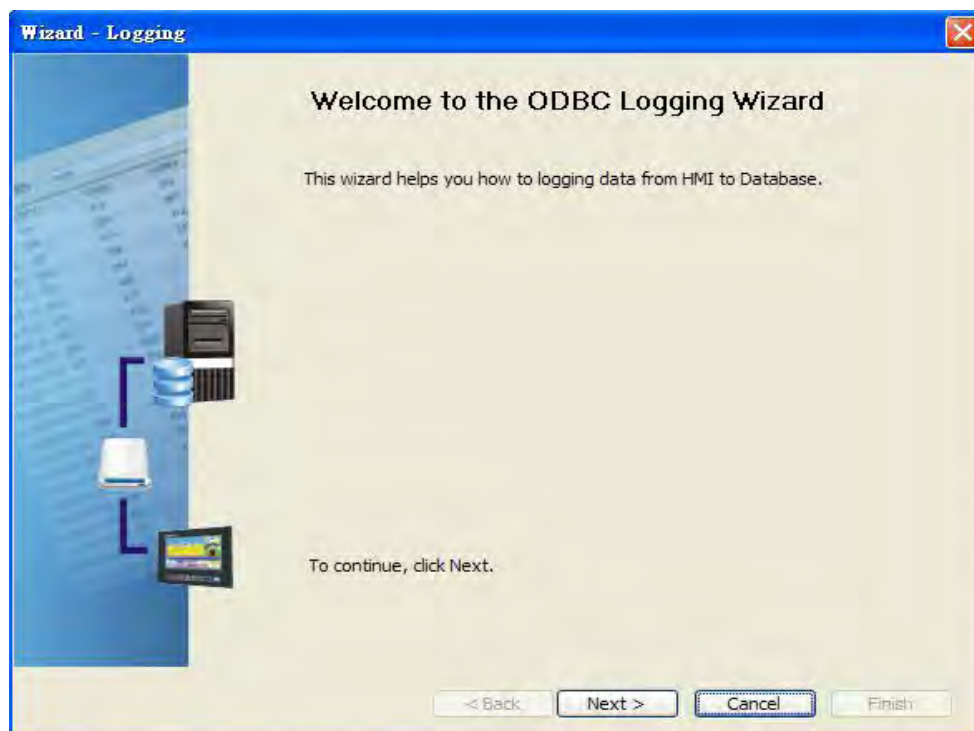 Wizard - Logging
Welcome to the ODBC Logging Wizard
This wizard helps you how to logging data from HMI to Database.
To continue, click Next.
< Back
Next >
Cancel
Finish